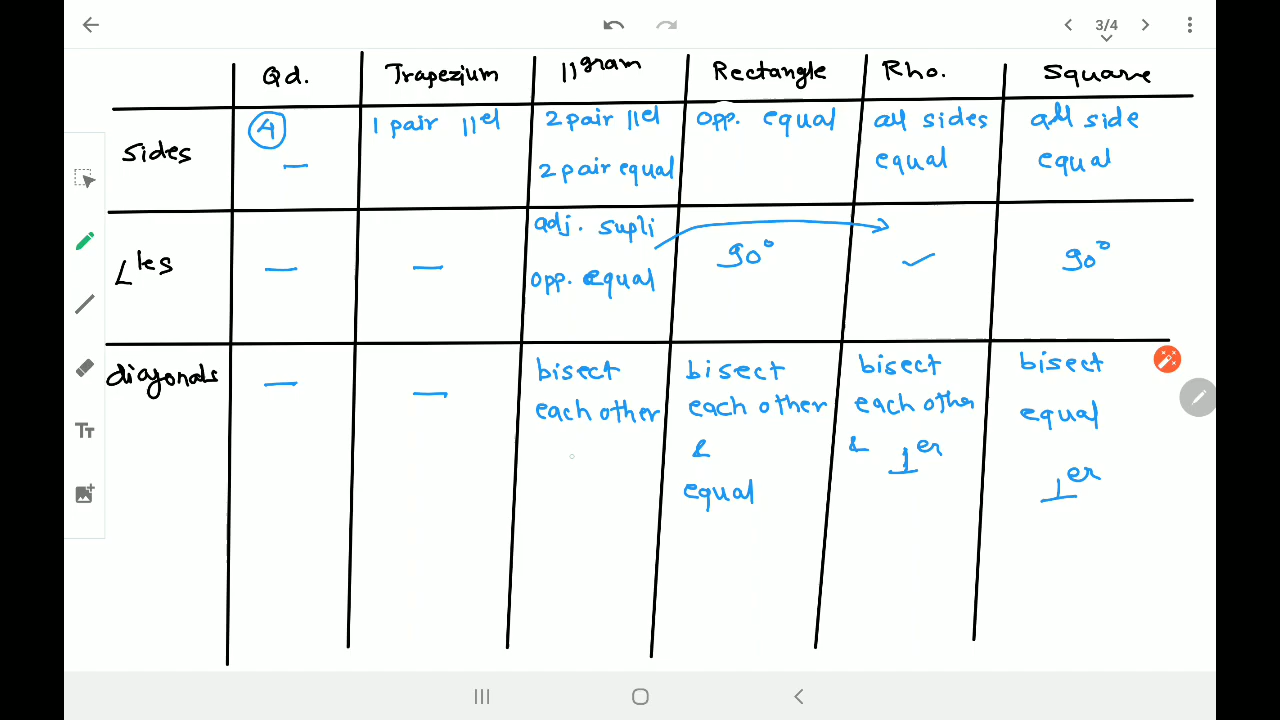 3/4
Qd. Trapezium ||gram Rectangle Rho. Square
sides
4
—
1 pair ||el
2 pair ||el
2 pair equal
opp. equal
all sides
equal
all side
equal
∠les
—
—
adj. supli
opp. equal
90°
✓
90°
diagonals
—
—
bisect
each other
bisect
each other
&
equal
bisect
each other
& ⊥er
bisect
equal
⊥er
TT